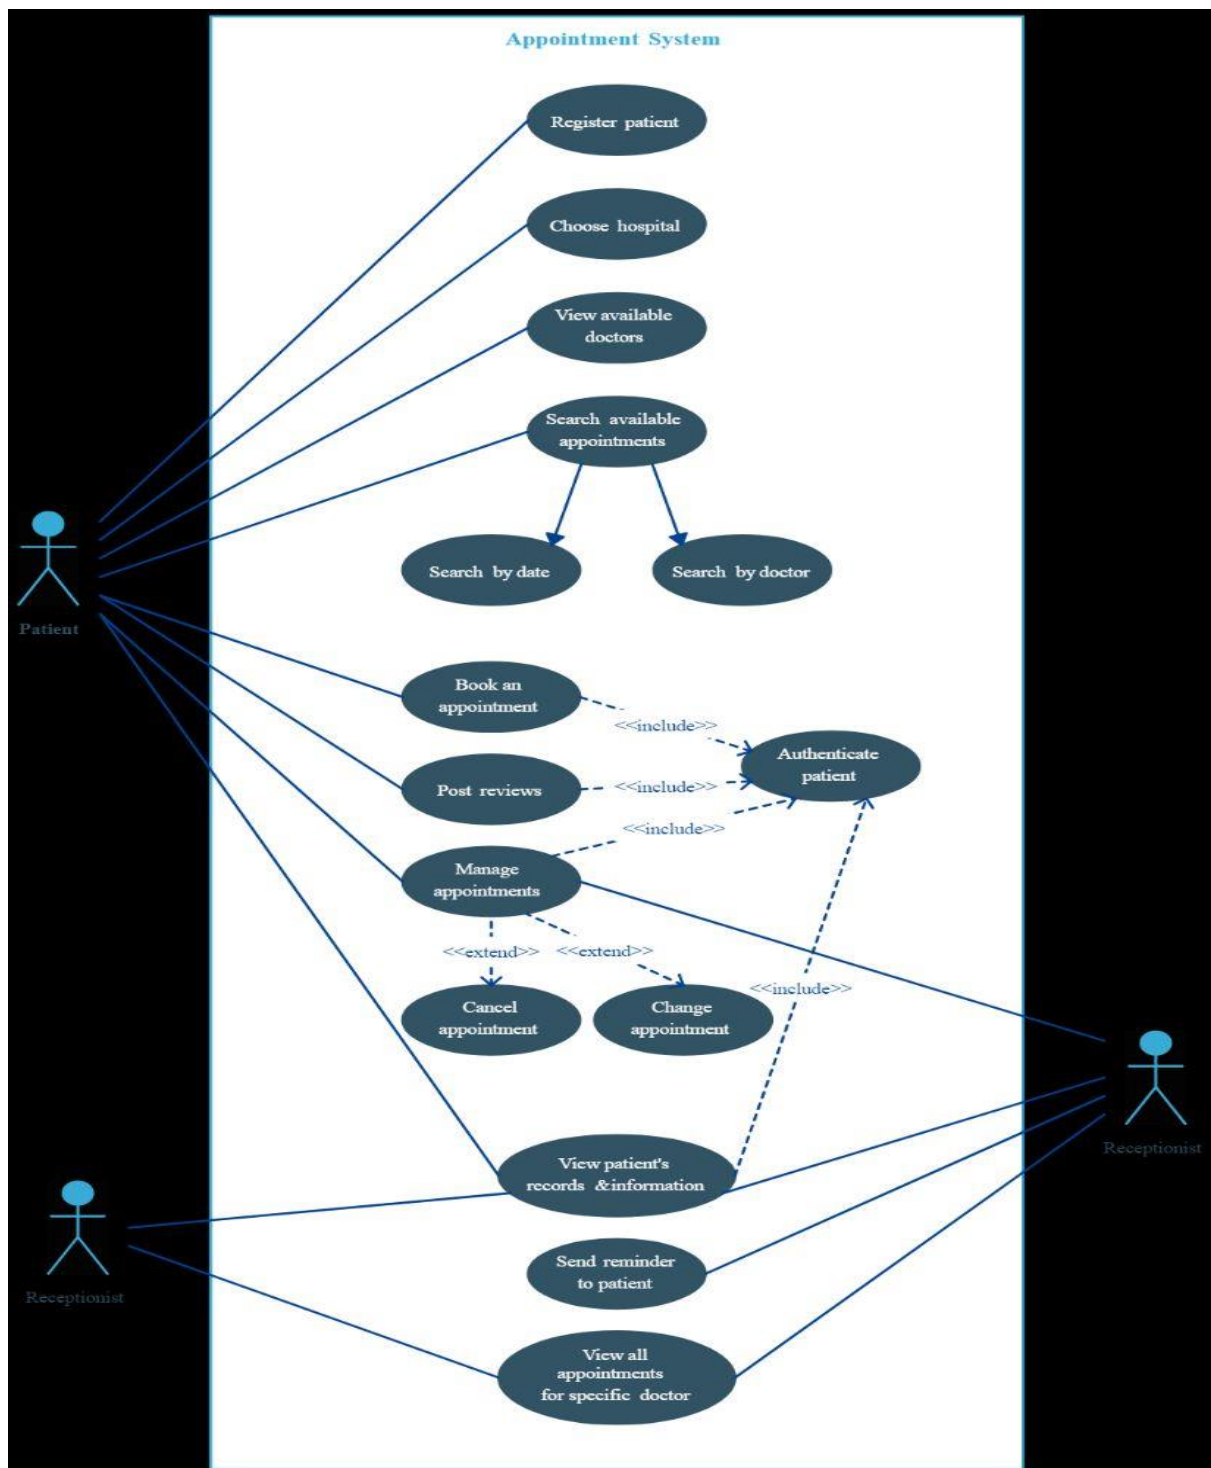 Appointment System
Register patient
Choose hospital
View available
doctors
Search available
appointments
Search by date
Search by doctor
Patient
Book an
appointment
<<include>>
Authenticate
patient
Post reviews
<<include>>
<<include>>
Manage
appointments
<<extend>>
<<extend>>
Cancel
appointment
Change
appointment
<<include>>
Receptionist
View patient's
records &information
Receptionist
Send reminder
to patient
View all
appointments
for specific doctor